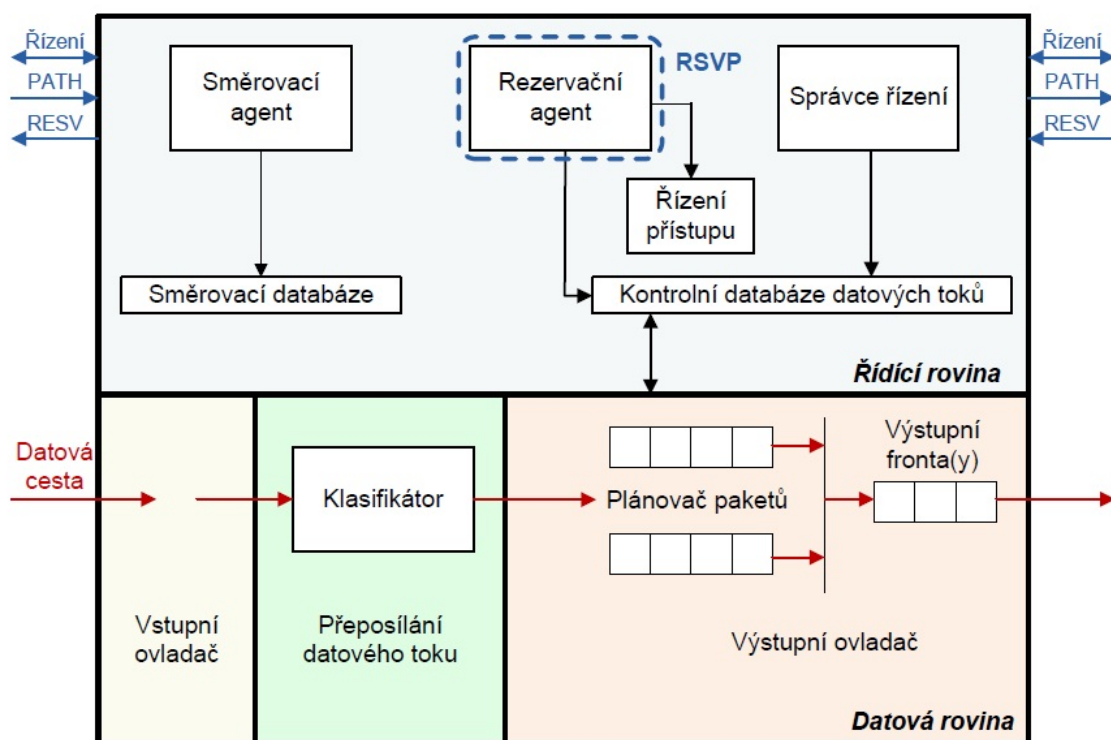 Řízení
PATH
RESV
Směrovací
agent
Rezervační
agent
RSVP
Správce řízení
Řízení
PATH
RESV
Řízení
přístupu
Směrovací databáze
Kontrolní databáze datových toků
Řídící rovina
Datová
cesta
Klasifikátor
Plánovač paketů
Výstupní
fronta(y)
Vstupní
ovladač
Přeposílání
datového toku
Výstupní ovladač
Datová rovina